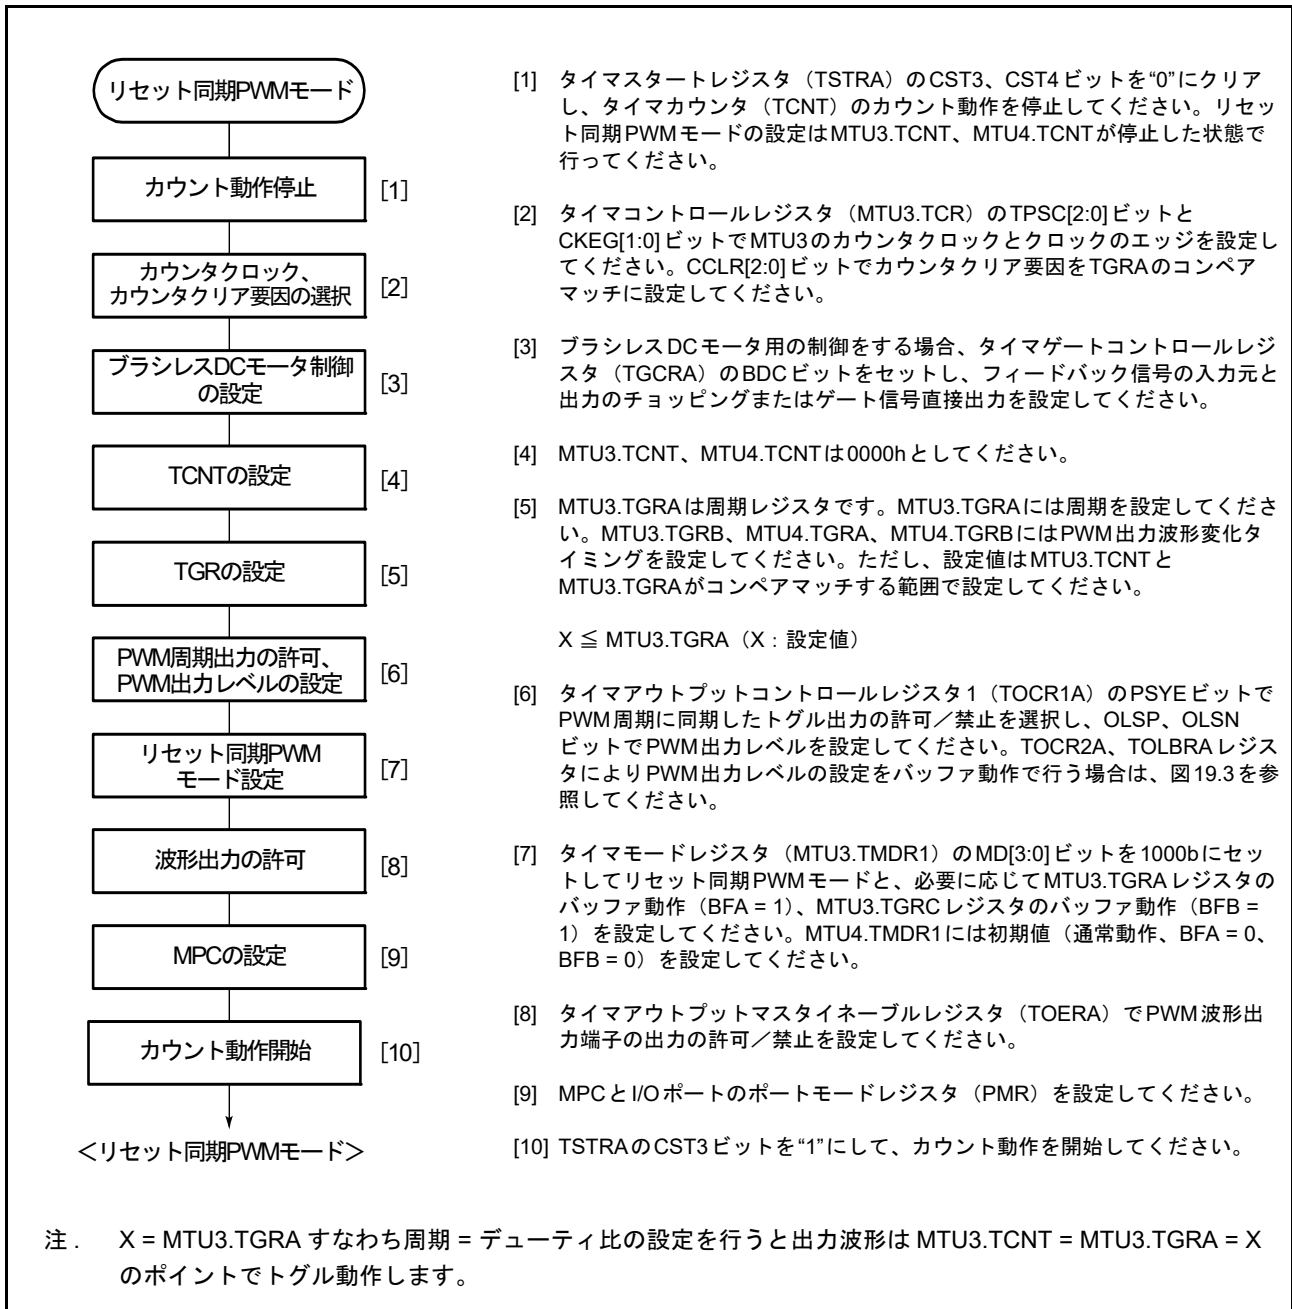 リセット同期PWMモード
カウント動作停止
[1]
カウンタクロック、
カウンタクリア要因の選択
[2]
ブラシレスDCモータ制御
の設定
[3]
TCNTの設定
[4]
TGRの設定
[5]
PWM周期出力の許可、
PWM出力レベルの設定
[6]
リセット同期PWM
モード設定
[7]
波形出力の許可
[8]
MPCの設定
[9]
カウント動作開始
[10]
<リセット同期PWMモード>
[1] タイマスタートレジスタ（TSTRA）のCST3、CST4ビットを“0”にクリア
し、タイマカウンタ（TCNT）のカウント動作を停止してください。リセッ
ト同期PWMモードの設定はMTU3.TCNT、MTU4.TCNTが停止した状態で
行ってください。
[2] タイマコントロールレジスタ（MTU3.TCR）のTPSC[2:0]ビットと
CKEG[1:0]ビットでMTU3のカウンタクロックとクロックのエッジを設定し
てください。CCLR[2:0]ビットでカウンタクリア要因をTGRAのコンペア
マッチに設定してください。
[3] ブラシレスDCモータ用の制御をする場合、タイマゲートコントロールレジ
スタ（TGCRA）のBDCビットをセットし、フィードバック信号の入力元と
出力のチョッピングまたはゲート信号直接出力を設定してください。
[4] MTU3.TCNT、MTU4.TCNTは0000hとしてください。
[5] MTU3.TGRAは周期レジスタです。MTU3.TGRAには周期を設定してくださ
い。MTU3.TGRB、MTU4.TGRA、MTU4.TGRBにはPWM出力波形変化タ
イミングを設定してください。ただし、設定値はMTU3.TCNTと
MTU3.TGRAがコンペアマッチする範囲で設定してください。
X ≦ MTU3.TGRA（X：設定値）
[6] タイマアウトプットコントロールレジスタ1（TOCR1A）のPSYEビットで
PWM周期に同期したトグル出力の許可／禁止を選択し、OLSP、OLSN
ビットでPWM出力レベルを設定してください。TOCR2A、TOLBRAレジス
タによりPWM出力レベルの設定をバッファ動作で行う場合は、図19.3を参
照してください。
[7] タイマモードレジスタ（MTU3.TMDR1）のMD[3:0]ビットを1000bにセッ
トしてリセット同期PWMモードと、必要に応じてMTU3.TGRAレジスタの
バッファ動作（BFA = 1）、MTU3.TGRCレジスタのバッファ動作（BFB =
1）を設定してください。MTU4.TMDR1には初期値（通常動作、BFA = 0、
BFB = 0）を設定してください。
[8] タイマアウトプットマスタイネーブルレジスタ（TOERA）でPWM波形出
力端子の出力の許可／禁止を設定してください。
[9] MPCとI/Oポートのポートモードレジスタ（PMR）を設定してください。
[10] TSTRAのCST3ビットを“1”にして、カウント動作を開始してください。
注． X = MTU3.TGRA すなわち周期 = デューティ比の設定を行うと出力波形は MTU3.TCNT = MTU3.TGRA = X
のポイントでトグル動作します。